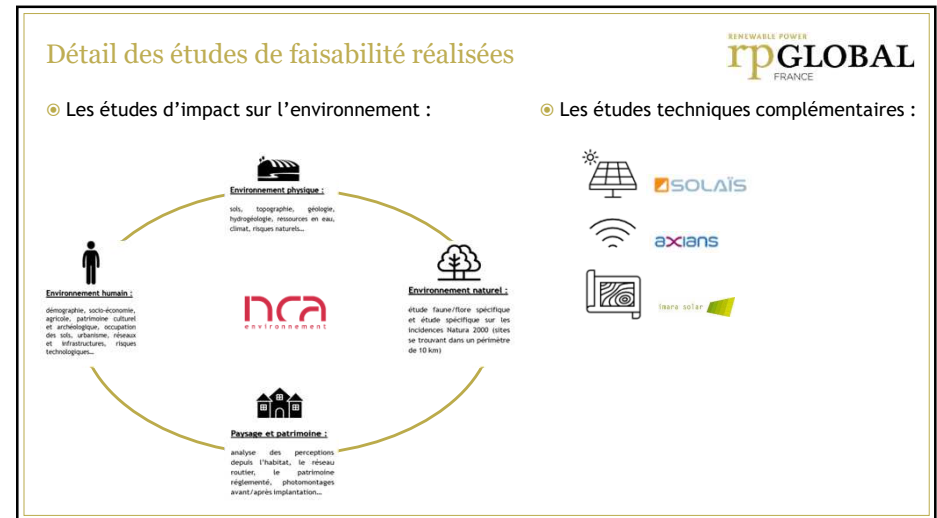 Détail des études de faisabilité réalisées
RENEWABLE POWER
rpGLOBAL
FRANCE
Les études d'impact sur l'environnement :
Environnement physique :
sols, topographie, géologie,
hydrogéologie, ressources en eau,
climat, risques naturels…
Environnement humain :
démographie, socio-économie,
agricole, patrimoine culturel
et archéologique, occupation
des sols, urbanisme, réseaux
et infrastructures, risques
technologiques…
nca
environnement
Environnement naturel :
étude faune/flore spécifique
et étude spécifique sur les
incidences Natura 2000 (sites
se trouvant dans un périmètre
de 10 km)
Paysage et patrimoine :
analyse des perceptions
depuis l'habitat, le réseau
routier, le patrimoine
réglementé, photomontages
avant/après implantation…
Les études techniques complémentaires :
SOLAÏS
axians
imara solar